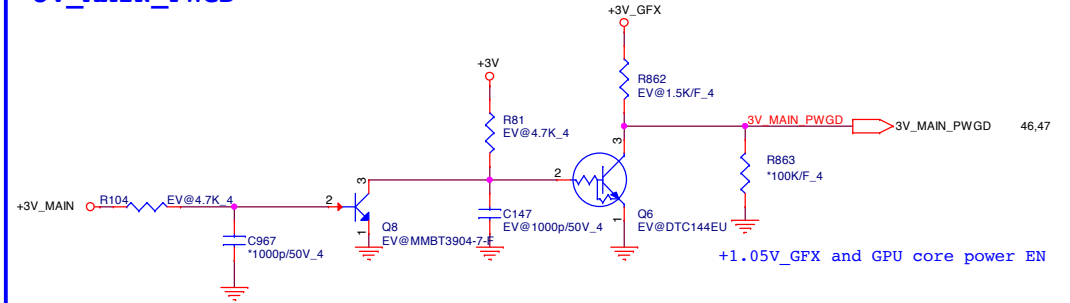 +3V_GFX
+3V
R862
EV@1.5K/F_4
R81
EV@4.7K_4
3V_MAIN_PWGD
3V_MAIN_PWGD 46,47
3
R863
*100K/F_4
2
3
+3V_MAIN
R104
EV@4.7K_4
2
1
C967
*1000p/50V_4
Q8
EV@MMBT3904-7-F
C147
EV@1000p/50V_4
1
Q6
EV@DTC144EU
+1.05V_GFX and GPU core power EN